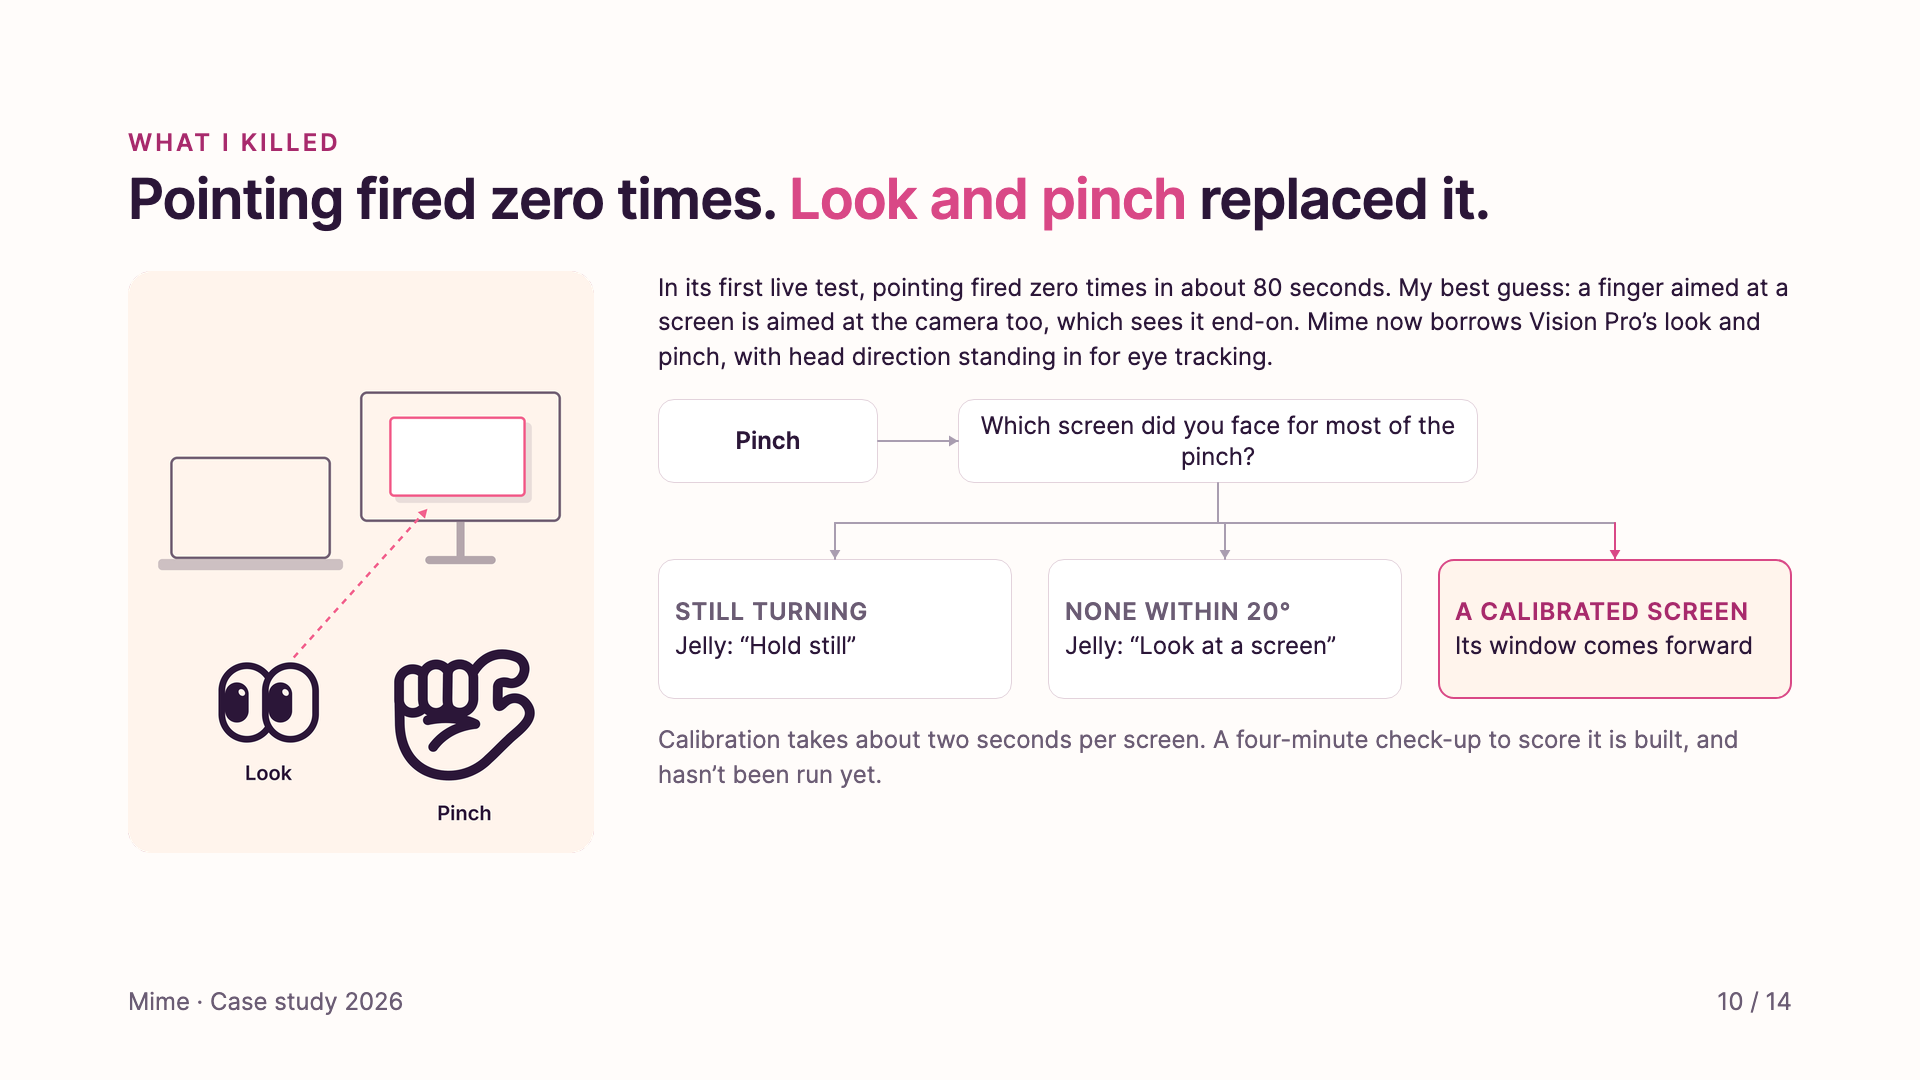 WHAT I KILLED
Pointing fired zero times. Look and pinch replaced it.
Look
Pinch
In its first live test, pointing fired zero times in about 80 seconds. My best guess: a finger aimed at a
screen is aimed at the camera too, which sees it end-on. Mime now borrows Vision Pro’s look and
pinch, with head direction standing in for eye tracking.
Pinch
Which screen did you face for most of the
pinch?
STILL TURNING
Jelly: “Hold still”
NONE WITHIN 20°
Jelly: “Look at a screen”
A CALIBRATED SCREEN
Its window comes forward
Calibration takes about two seconds per screen. A four-minute check-up to score it is built, and
hasn’t been run yet.
Mime · Case study 2026
10 / 14